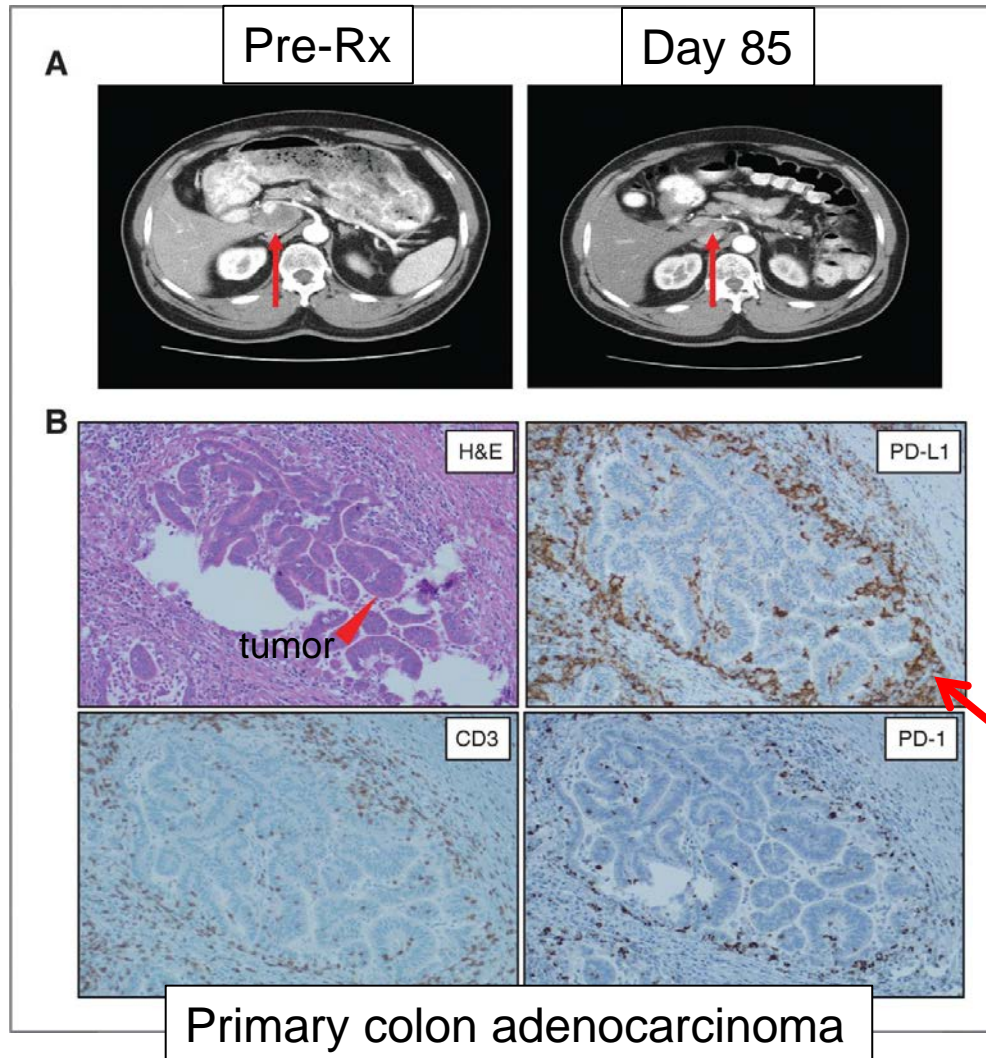 Pre-Rx
Day 85
A
B
H&E
PD-L1
tumor
CD3
PD-1
Primary colon adenocarcinoma